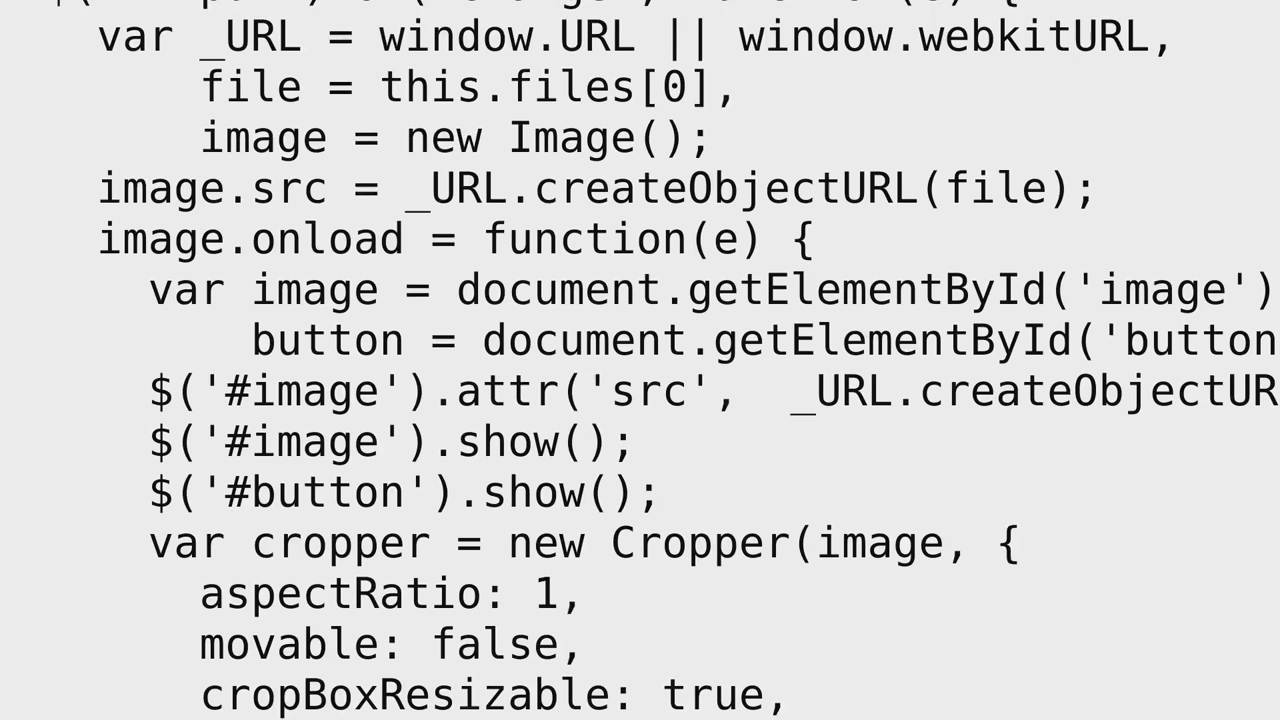 var _URL = window.URL || window.webkitURL,
file = this.files[0],
image = new Image();
image.src = _URL.createObjectURL(file);
image.onload = function(e) {
var image = document.getElementById('image')
button = document.getElementById('button
$('#image').attr('src',  _URL.createObjectUR
$('#image').show();
$('#button').show();
var cropper = new Cropper(image, {
aspectRatio: 1,
movable: false,
cropBoxResizable: true,